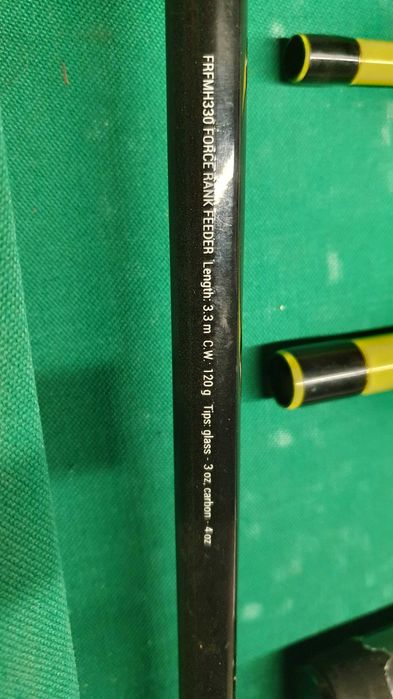 FRFMH330 FORCE RANK FEEDER Length: 3.3 m C.W. 120 g Tips: glass - 3 oz, carbon - 4 oz